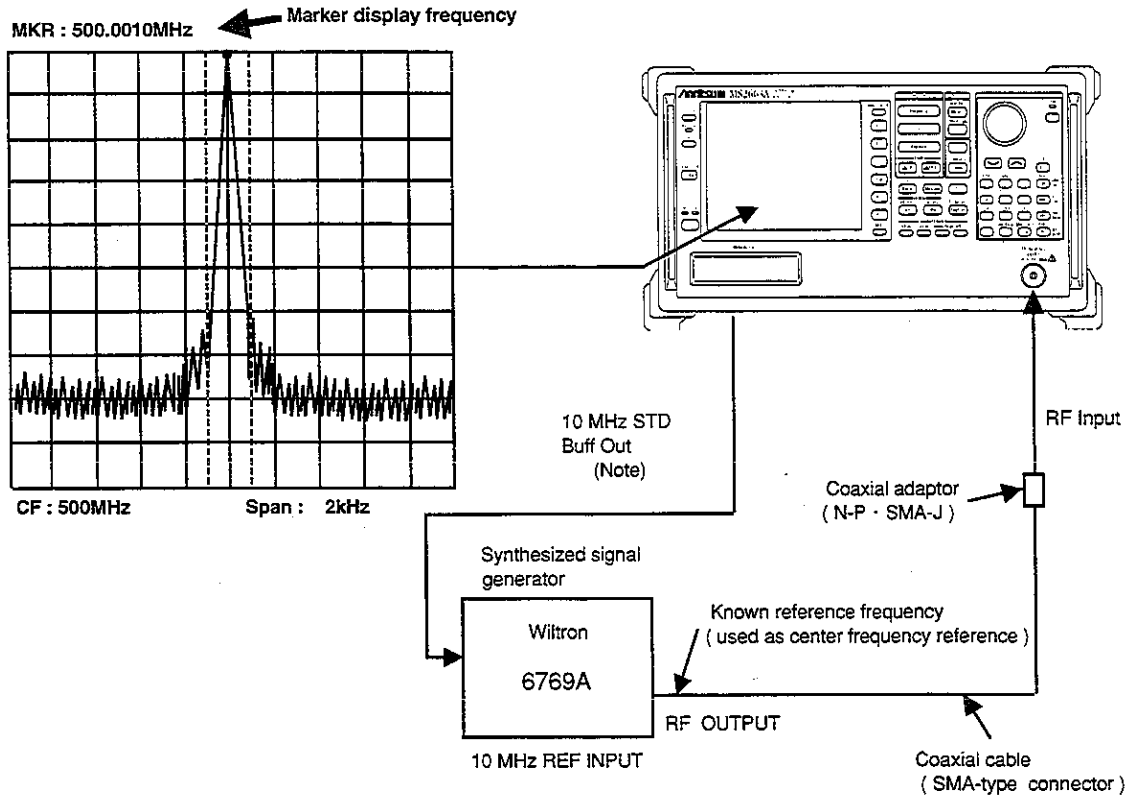 Marker display frequency
MKR : 500.0010MHz
CF : 500MHz
Span : 2kHz
Anritsu
10 MHz STD
Buff Out
(Note)
RF Input
Coaxial adaptor
( N-P · SMA-J )
Synthesized signal
generator
Wiltron
6769A
Known reference frequency
( used as center frequency reference )
RF OUTPUT
10 MHz REF INPUT
Coaxial cable
( SMA-type connector )